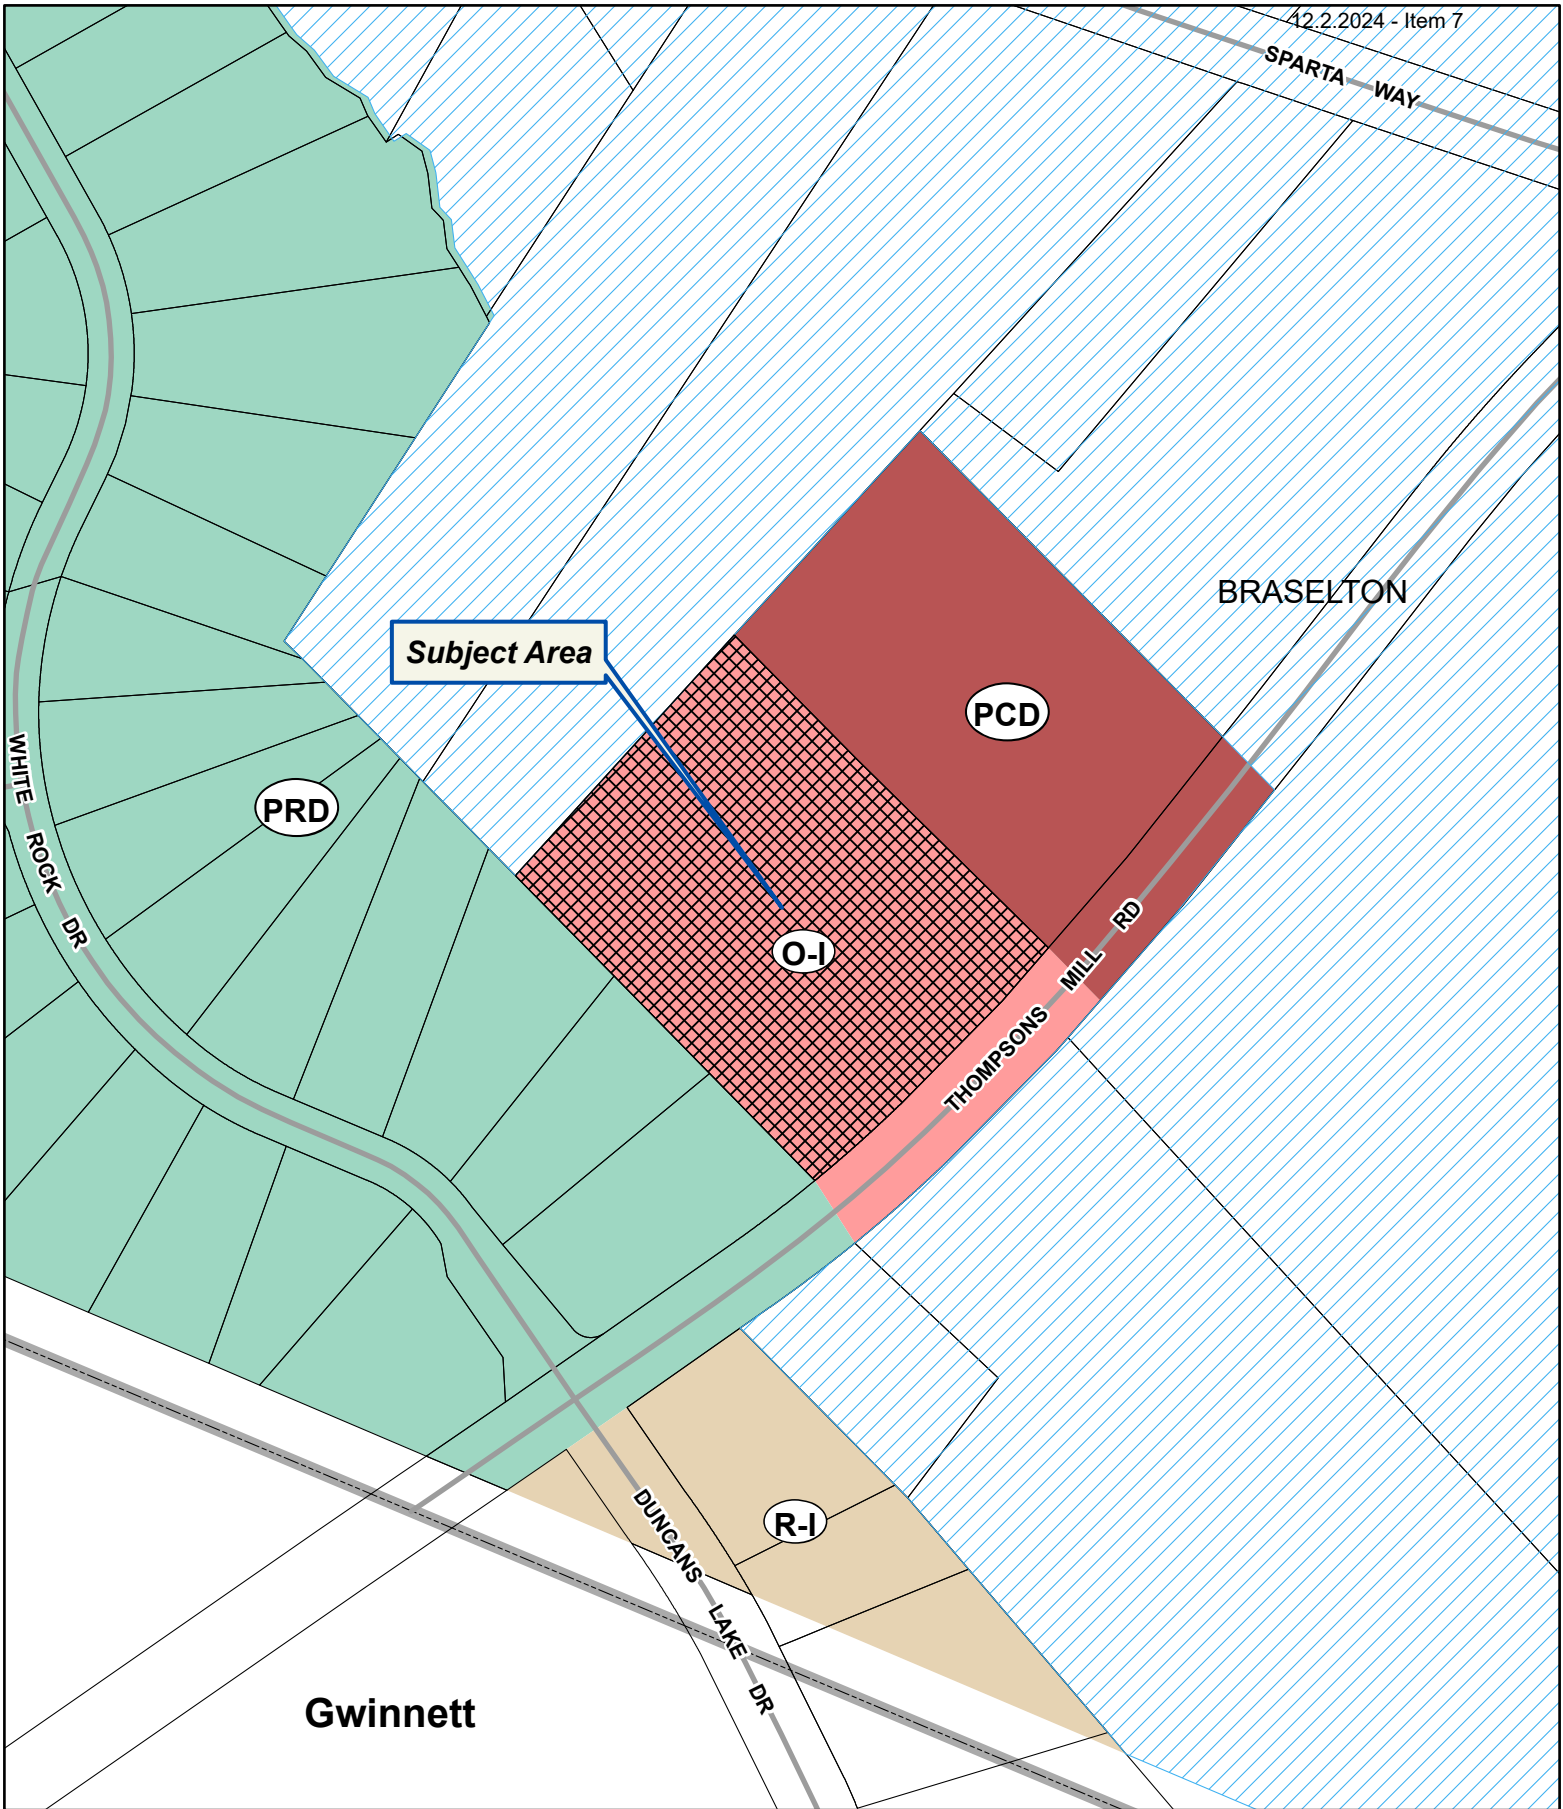 12.2.2024 - Item 7
SPARTA WAY
BRASELTON
Subject Area
PCD
WHITE ROCK DR
PRD
O-I
THOMPSONS MILL RD
DUNCANS LAKE DR
R-I
Gwinnett